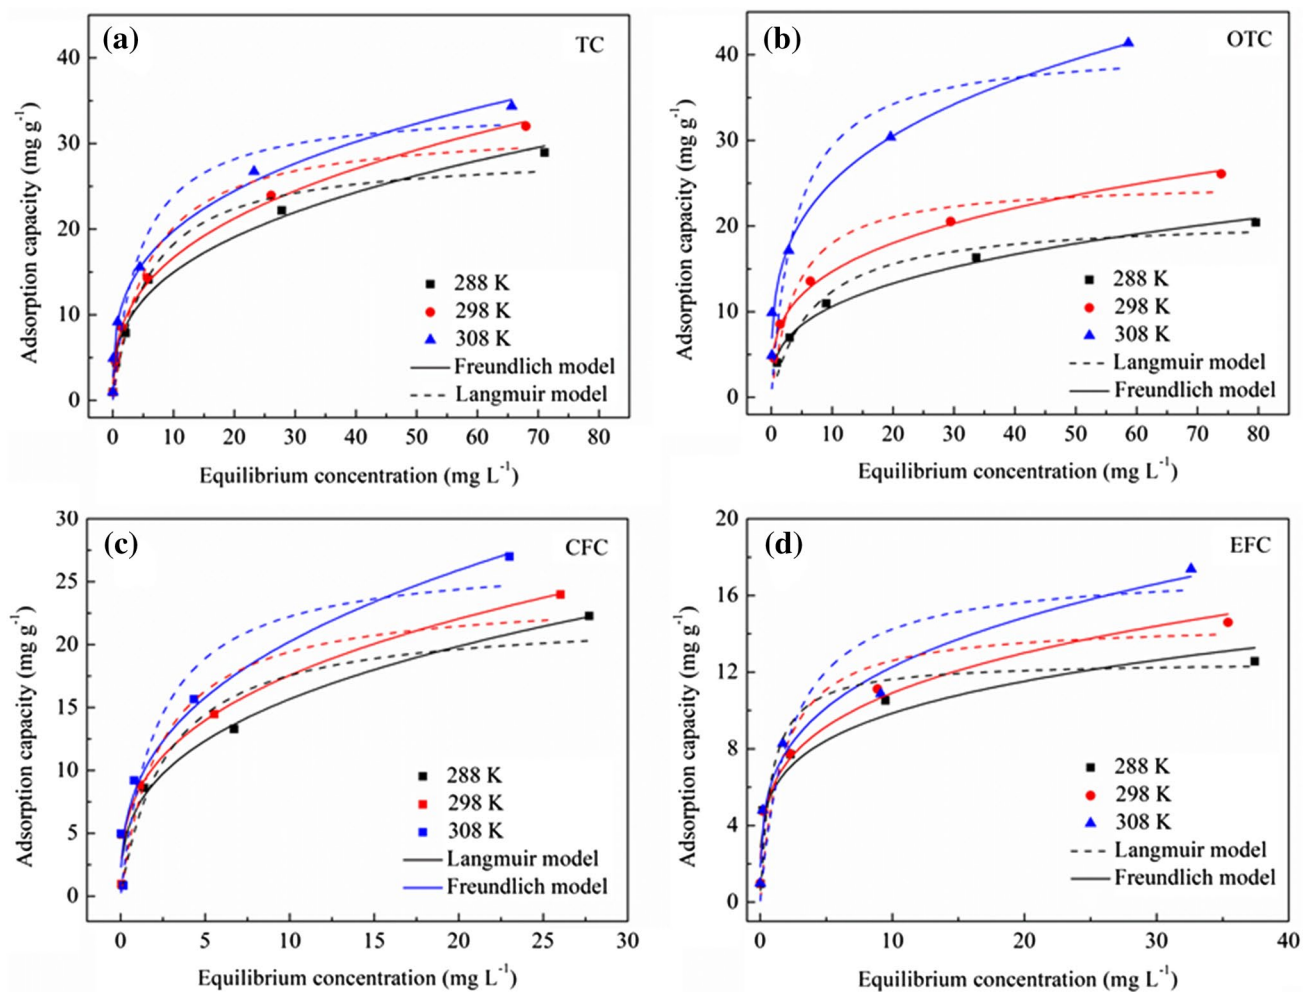 (a)
TC
Adsorption capacity (mg g⁻¹)
40
30
20
10
0
288 K
298 K
308 K
Freundlich model
Langmuir model
0 10 20 30 40 50 60 70 80
Equilibrium concentration (mg L⁻¹)
(b)
OTC
Adsorption capacity (mg g⁻¹)
40
30
20
10
0
288 K
298 K
308 K
Langmuir model
Freundlich model
0 10 20 30 40 50 60 70 80
Equilibrium concentration (mg L⁻¹)
(c)
CFC
Adsorption capacity (mg g⁻¹)
30
25
20
15
10
5
0
288 K
298 K
308 K
Langmuir model
Freundlich model
0 5 10 15 20 25 30
Equilibrium concentration (mg L⁻¹)
(d)
EFC
Adsorption capacity (mg g⁻¹)
20
16
12
8
4
0
288 K
298 K
308 K
Langmuir model
Freundlich model
0 10 20 30 40
Equilibrium concentration (mg L⁻¹)